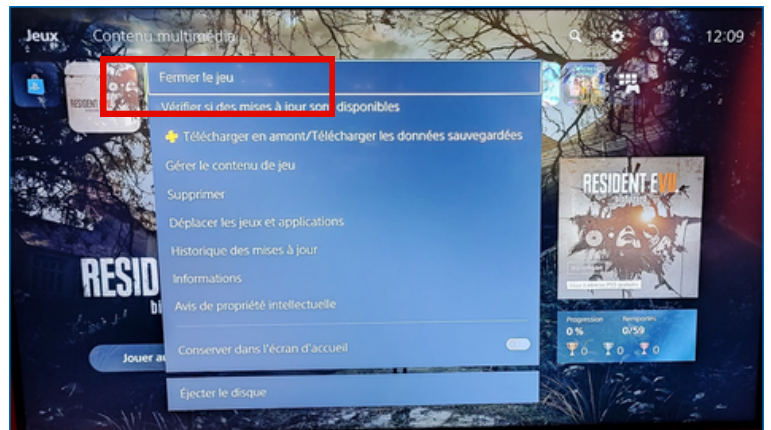 Jeux
Contenu multimédia
12:09
Fermer le jeu
Vérifier si des mises à jour sont disponibles
Télécharger en amont/Télécharger les données sauvegardées
Gérer le contenu de jeu
Supprimer
Déplacer les jeux et applications
Historique des mises à jour
Informations
Avis de propriété intellectuelle
Conserver dans l'écran d'accueil
Éjecter le disque
RESID
bi
Jouer au
RESIDENT EVII
biohazard
Progression
Remportés
0 %
0/59
0
0
0